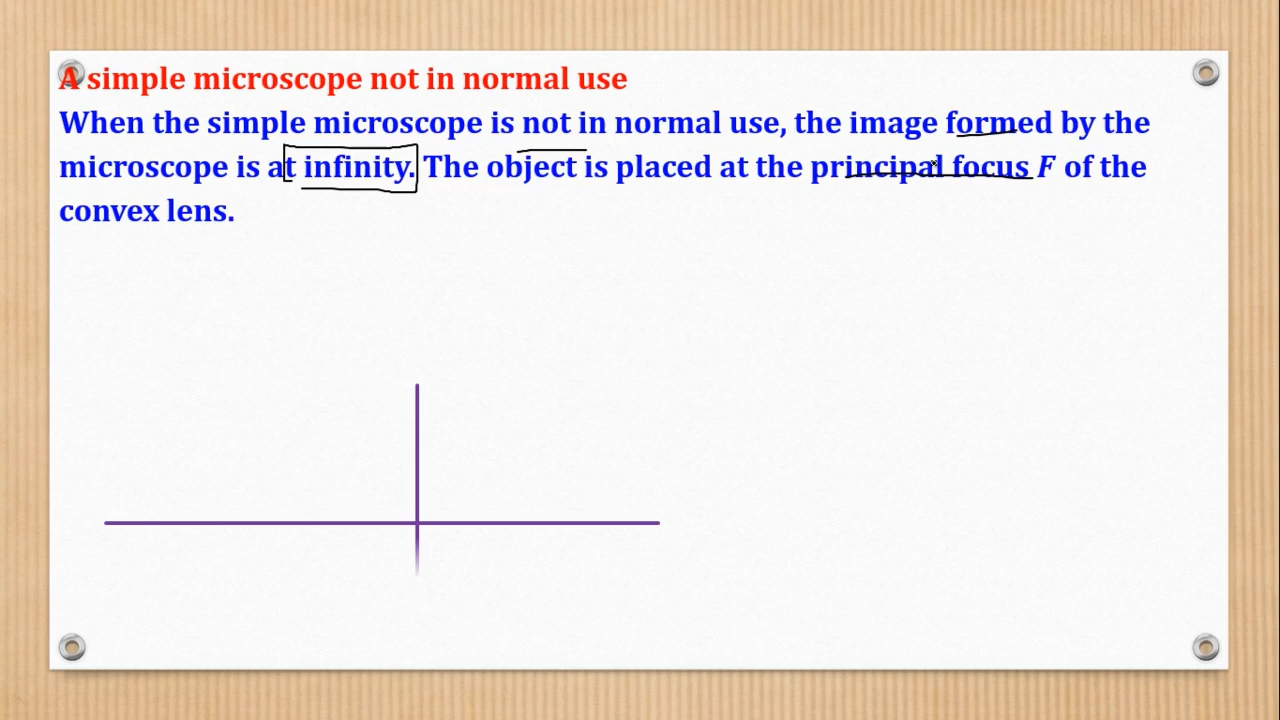 A simple microscope not in normal use
When the simple microscope is not in normal use, the image formed by the
microscope is at infinity. The object is placed at the principal focus F of the
convex lens.